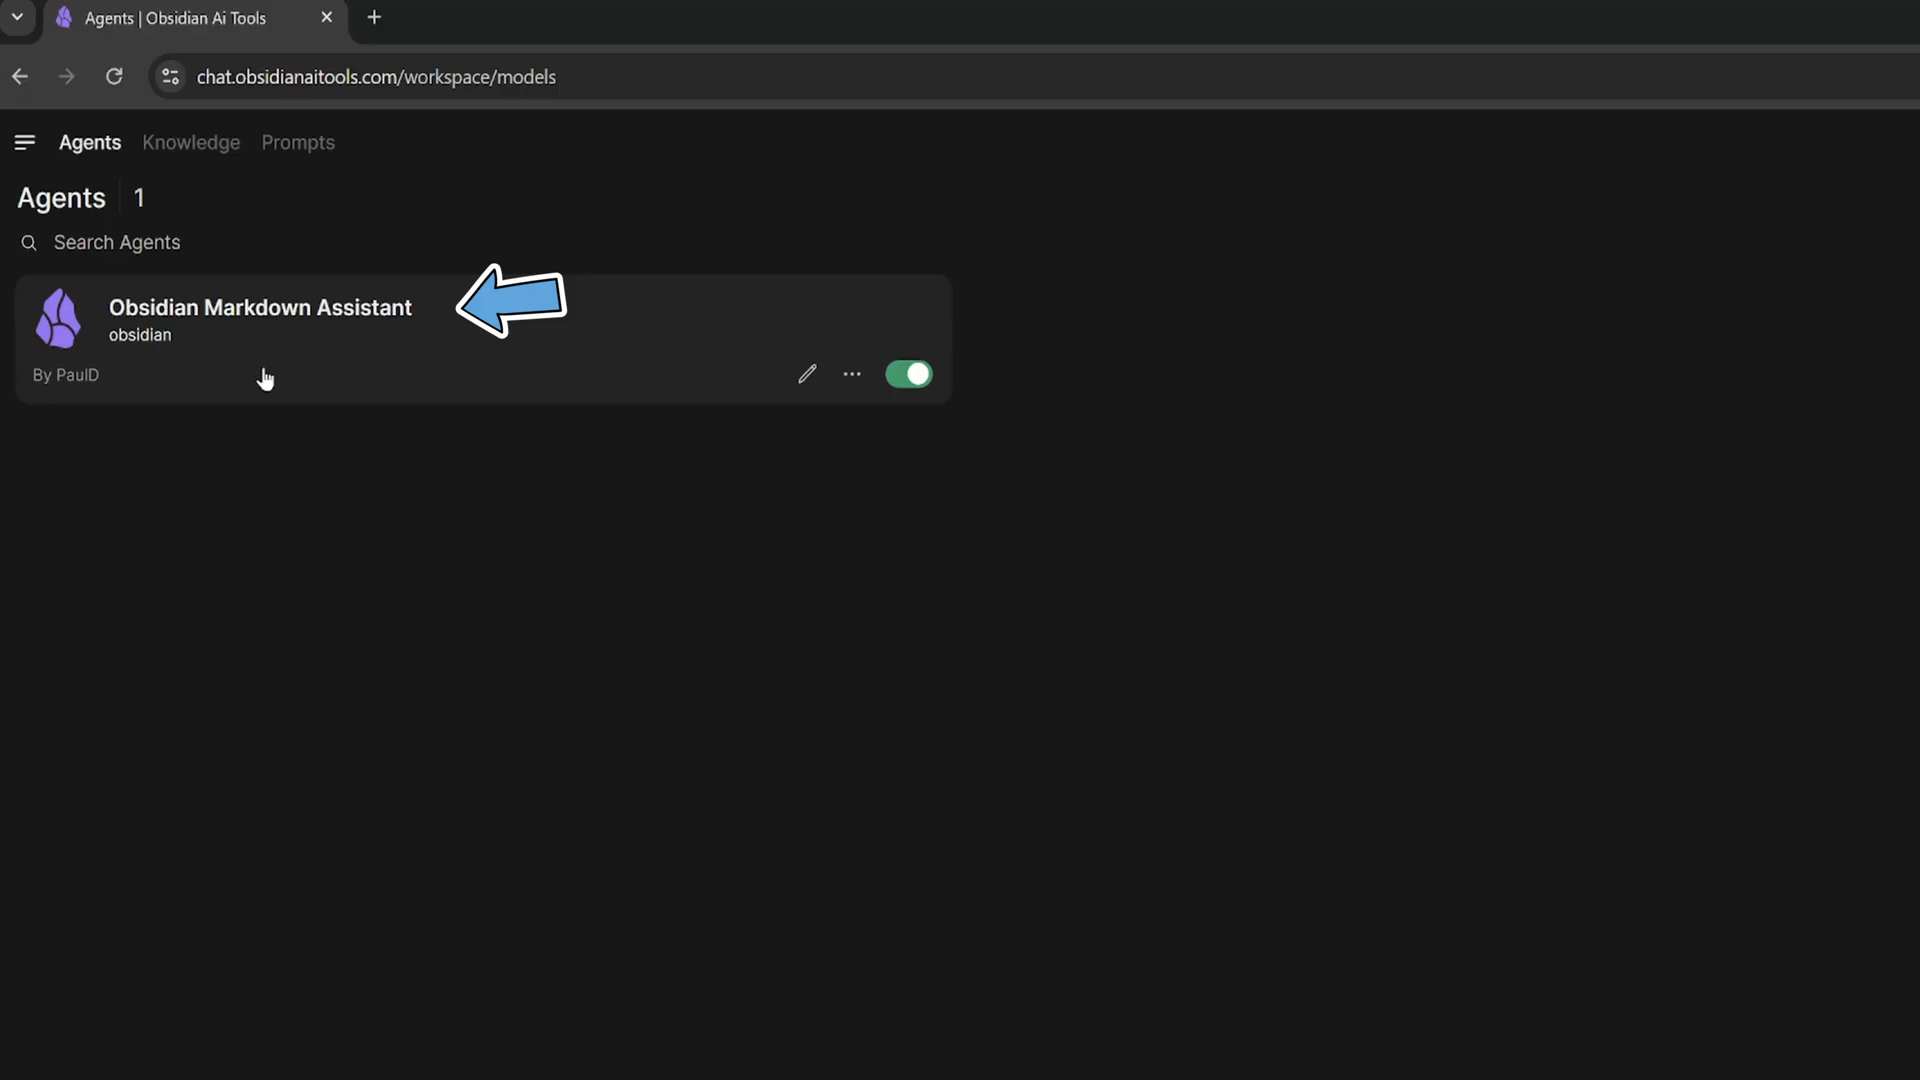 Agents | Obsidian Ai Tools
chat.obsidianaitools.com/workspace/models
Agents Knowledge Prompts
Agents 1
Search Agents
Obsidian Markdown Assistant
obsidian
By PaulD